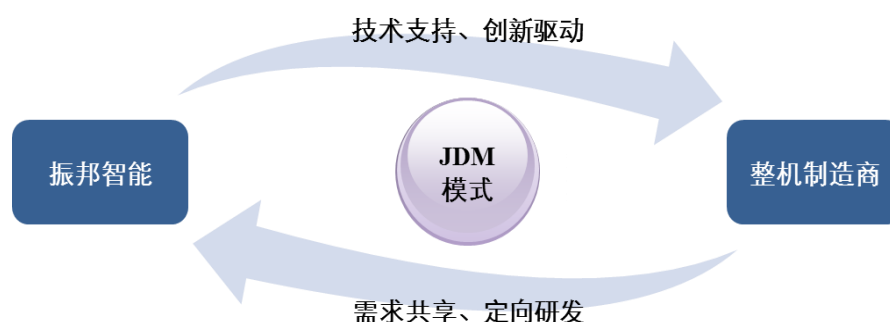 技术支持、创新驱动
振邦智能
JDM
模式
整机制造商
需求共享、定向研发